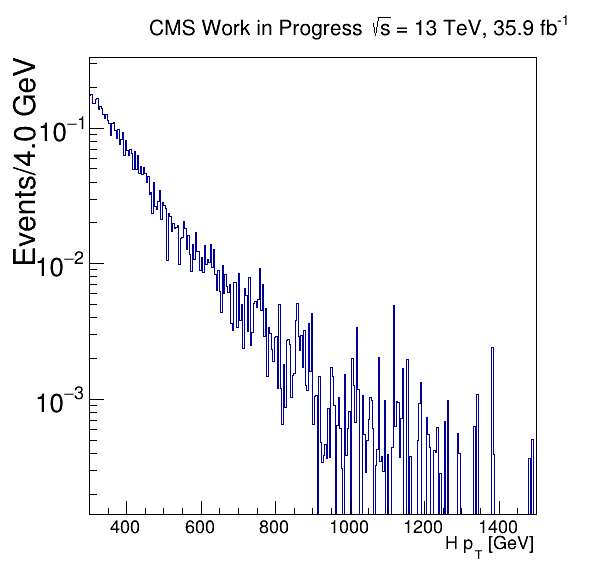 CMS Work in Progress √s = 13 TeV, 35.9 fb⁻¹
Events/4.0 GeV
10⁻¹
10⁻²
10⁻³
400 600 800 1000 1200 1400
H p_T [GeV]